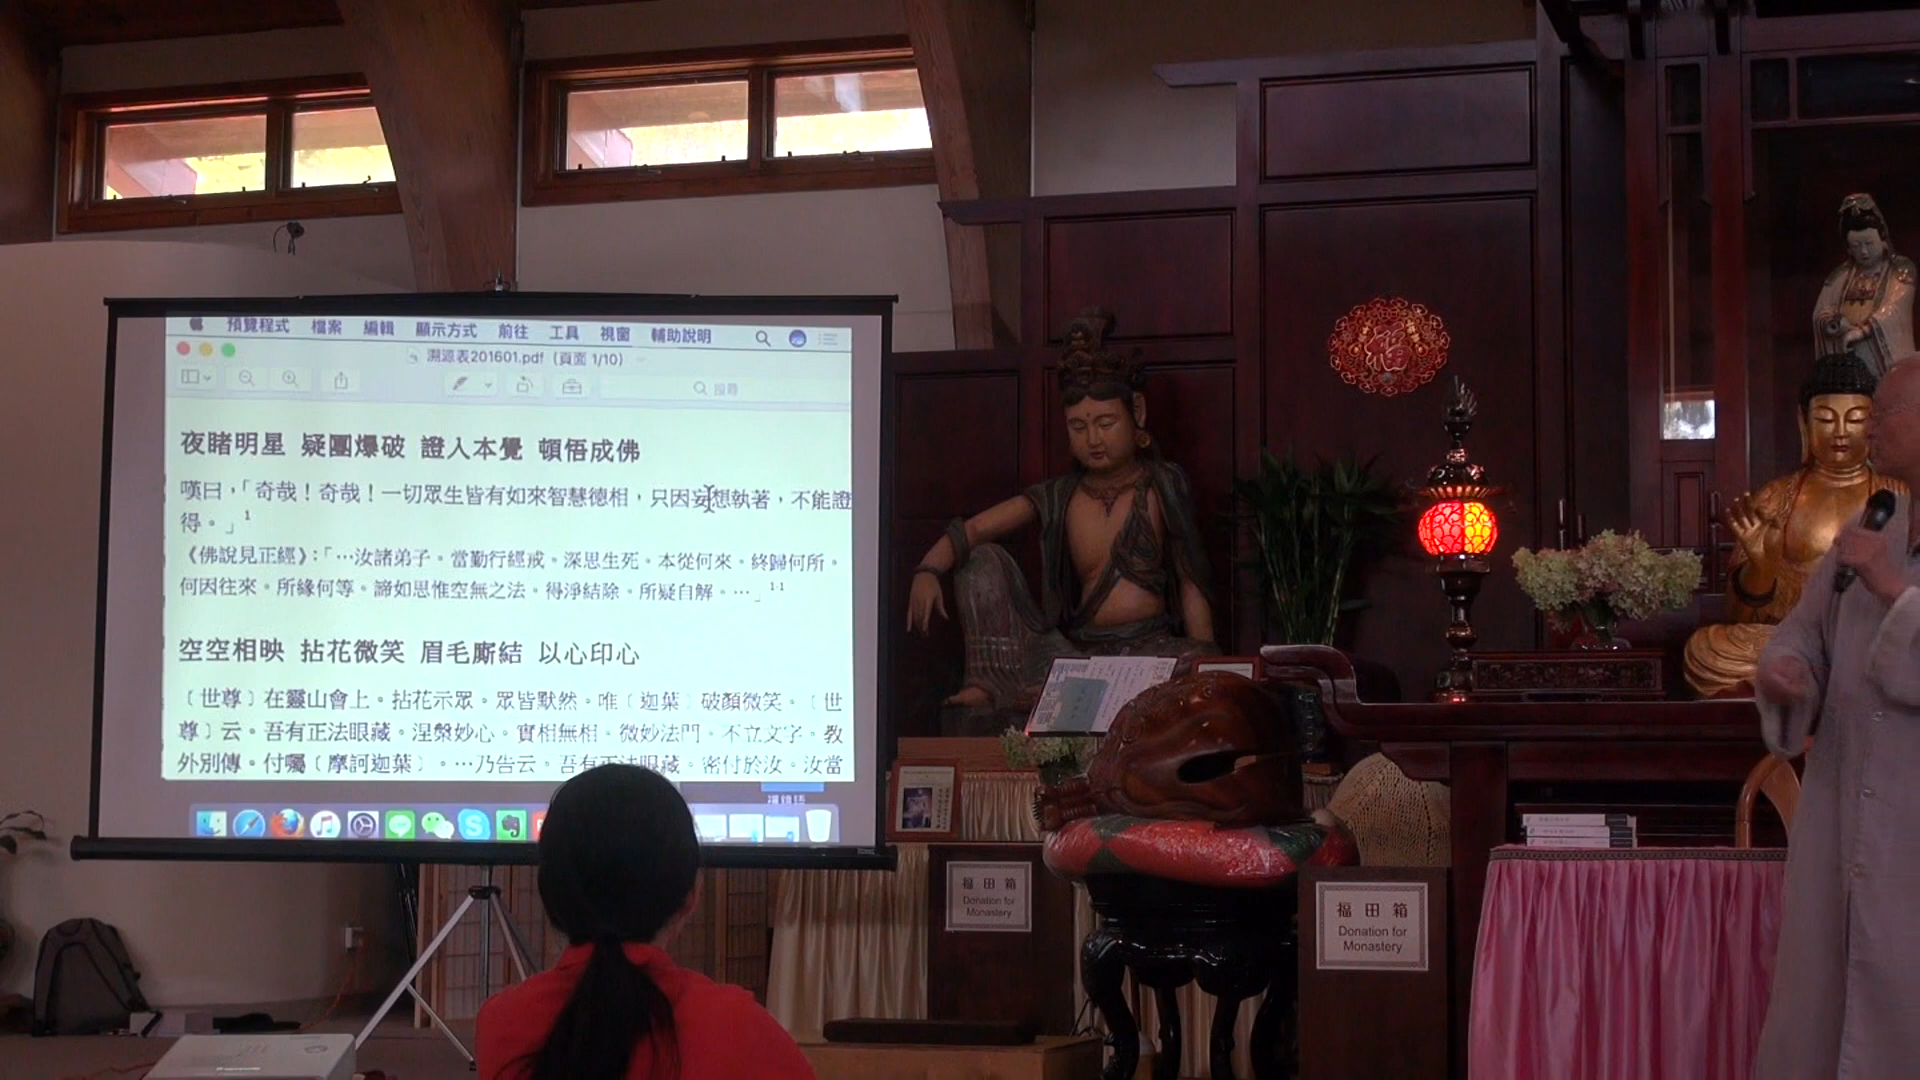 預覽程式 檔案 編輯 顯示方式 前往 工具 視窗 輔助說明
溯源表201601.pdf（頁面 1/10）
搜尋
夜睹明星 疑團爆破 證入本覺 頓悟成佛
嘆曰，「奇哉！奇哉！一切眾生皆有如來智慧德相，只因妄想執著，不能證
得。」1
《佛說見正經》：「…汝諸弟子。當勤行經戒。深思生死。本從何來。終歸何所。
何因往來。所緣何等。諦如思惟空無之法。得淨結除。所疑自解。…」1-1
空空相映 拈花微笑 眉毛廝結 以心印心
〔世尊〕在靈山會上。拈花示眾。眾皆默然。唯〔迦葉〕破顏微笑。〔世
尊〕云。吾有正法眼藏。涅槃妙心。實相無相。微妙法門。不立文字。教
外別傳。付囑〔摩訶迦葉〕。…乃告云。吾有正法眼藏。密付於汝。汝當
福
福田箱
Donation for
Monastery
福田箱
Donation for
Monastery